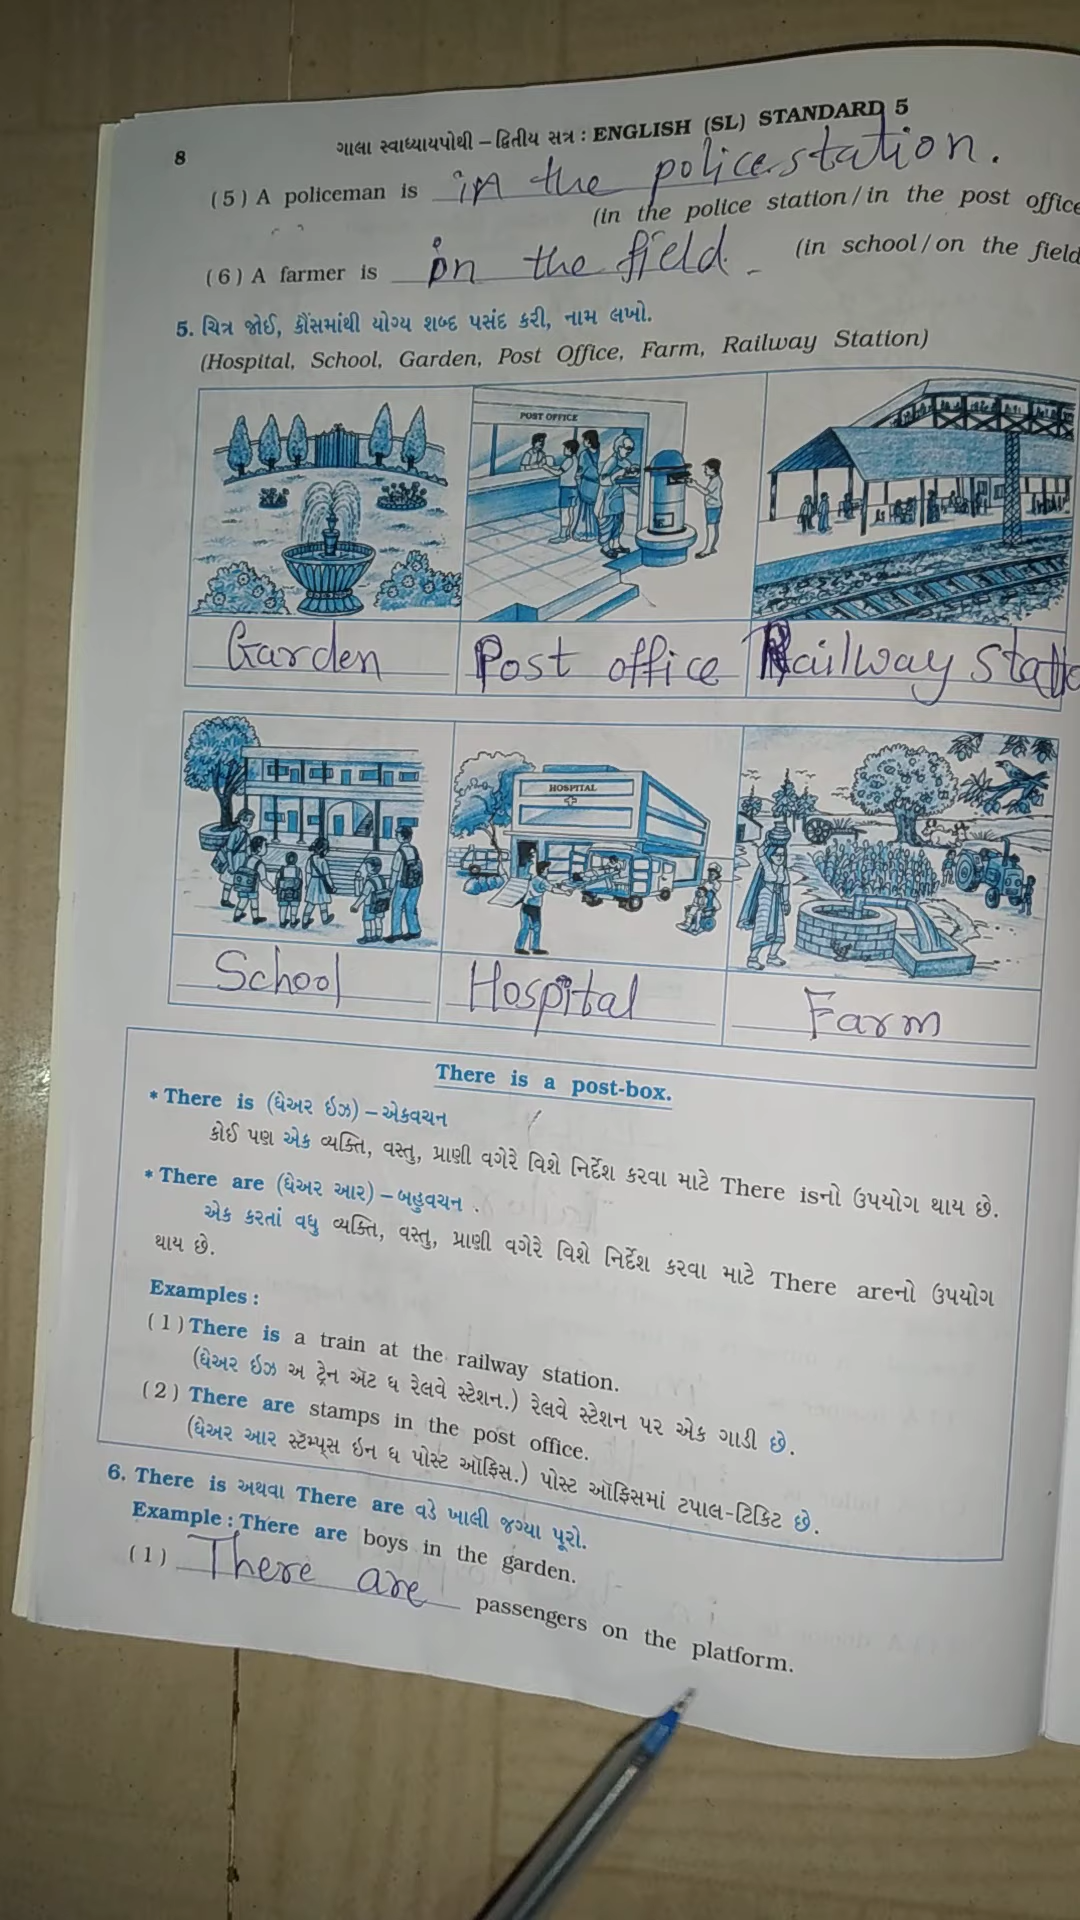 8
ગાલા સ્વાધ્યાયપોથી – દ્વિતીય સત્ર : ENGLISH (SL) STANDARD 5
(5) A policeman is in the police station.
(in the police station/in the post office
(6) A farmer is on the field. (in school/on the field
5. ચિત્ર જોઈ, કૌંસમાંથી યોગ્ય શબ્દ પસંદ કરી, નામ લખો.
(Hospital, School, Garden, Post Office, Farm, Railway Station)
POST OFFICE
Garden Post office Railway Statio
HOSPITAL
School Hospital Farm
There is a post-box.
* There is (ધેઅર ઇઝ) – એકવચન
કોઈ પણ એક વ્યક્તિ, વસ્તુ, પ્રાણી વગેરે વિશે નિર્દેશ કરવા માટે There isનો ઉપયોગ થાય છે.
* There are (ધેઅર આર) – બહુવચન .
એક કરતાં વધુ વ્યક્તિ, વસ્તુ, પ્રાણી વગેરે વિશે નિર્દેશ કરવા માટે There areનો ઉપયોગ
થાય છે.
Examples :
(1) There is a train at the railway station.
(ધેઅર ઇઝ અ ટ્રેન ઍટ ધ રેલવે સ્ટેશન.) રેલવે સ્ટેશન પર એક ગાડી છે.
(2) There are stamps in the post office.
(ધેઅર આર સ્ટૅમ્પ્સ ઇન ધ પોસ્ટ ઑફિસ.) પોસ્ટ ઑફિસમાં ટપાલ-ટિકિટ છે.
6. There is અથવા There are વડે ખાલી જગ્યા પૂરો.
Example : There are boys in the garden.
(1) There are passengers on the platform.